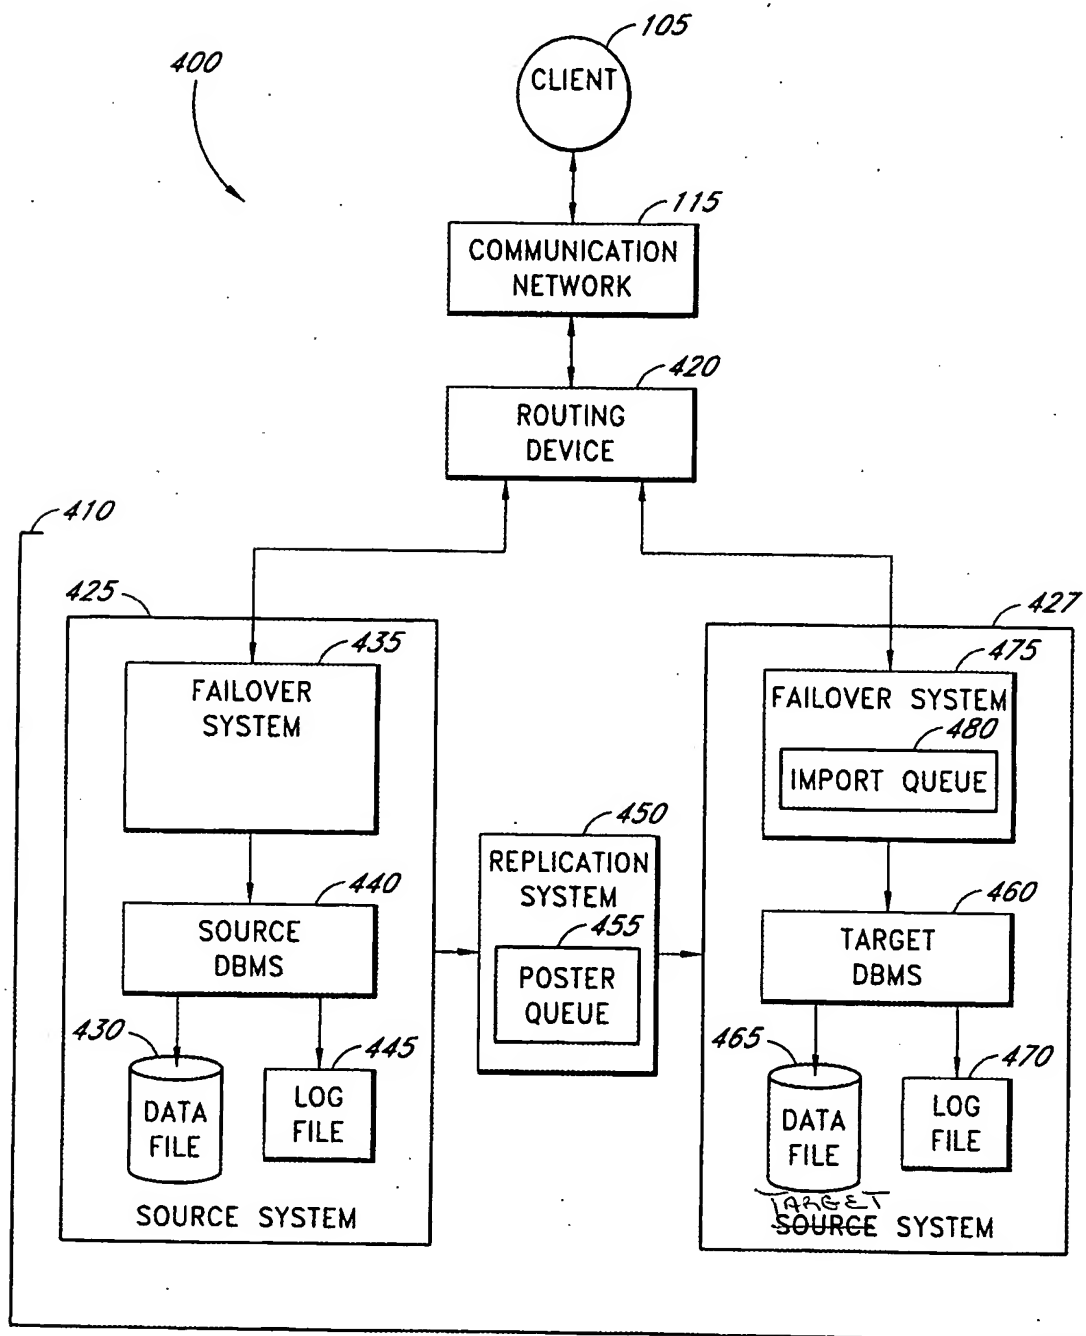 105
400
CLIENT
115
COMMUNICATION
NETWORK
420
ROUTING
DEVICE
410
425
427
435
475
FAILOVER
SYSTEM
FAILOVER SYSTEM
480
IMPORT QUEUE
450
REPLICATION
SYSTEM
440
460
455
SOURCE
DBMS
POSTER
QUEUE
TARGET
DBMS
430
445
465
470
DATA
FILE
LOG
FILE
DATA
FILE
LOG
FILE
SOURCE SYSTEM
TARGET
SOURCE SYSTEM